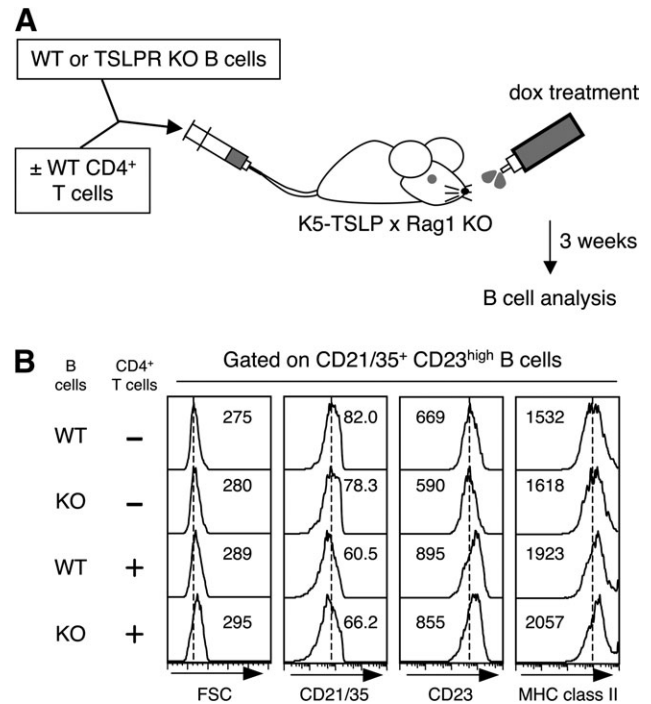 A
WT or TSLPR KO B cells
± WT CD4+
T cells
dox treatment
K5-TSLP x Rag1 KO
3 weeks
B cell analysis
B
B
cells
CD4+
T cells
Gated on CD21/35+ CD23high B cells
WT − 275 82.0 669 1532
KO − 280 78.3 590 1618
WT + 289 60.5 895 1923
KO + 295 66.2 855 2057
FSC CD21/35 CD23 MHC class II